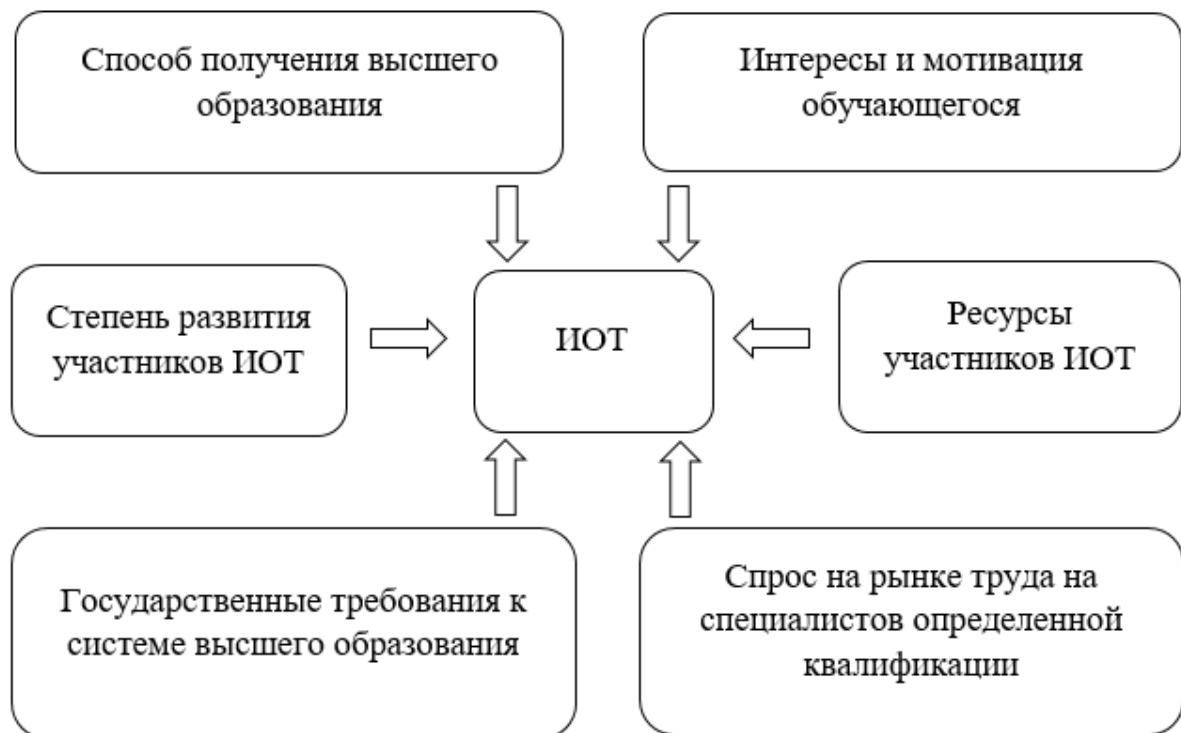 Способ получения высшего
образования
Интересы и мотивация
обучающегося
Степень развития
участников ИОТ
ИОТ
Ресурсы
участников ИОТ
Государственные требования к
системе высшего образования
Спрос на рынке труда на
специалистов определенной
квалификации